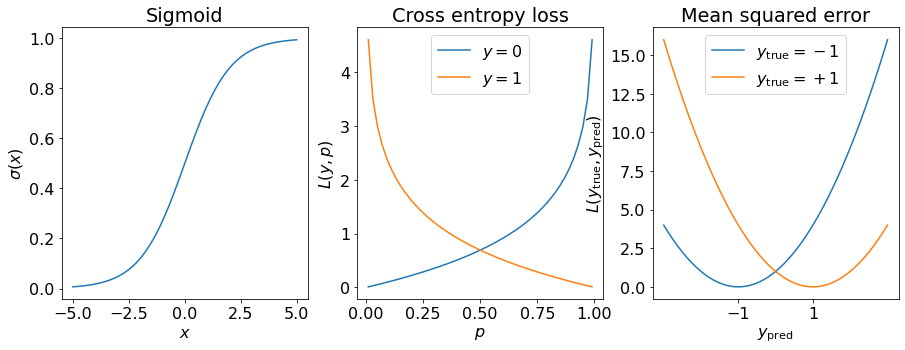 Sigmoid
1.0
0.8
0.6
0.4
0.2
0.0
σ(x)
−5.0
−2.5
0.0
2.5
5.0
x
Cross entropy loss
y = 0
y = 1
4
3
2
1
0
L(y, p)
0.00
0.25
0.50
0.75
1.00
p
Mean squared error
y_true = −1
y_true = +1
15.0
12.5
10.0
7.5
5.0
2.5
0.0
L(y_true, y_pred)
−1
1
y_pred